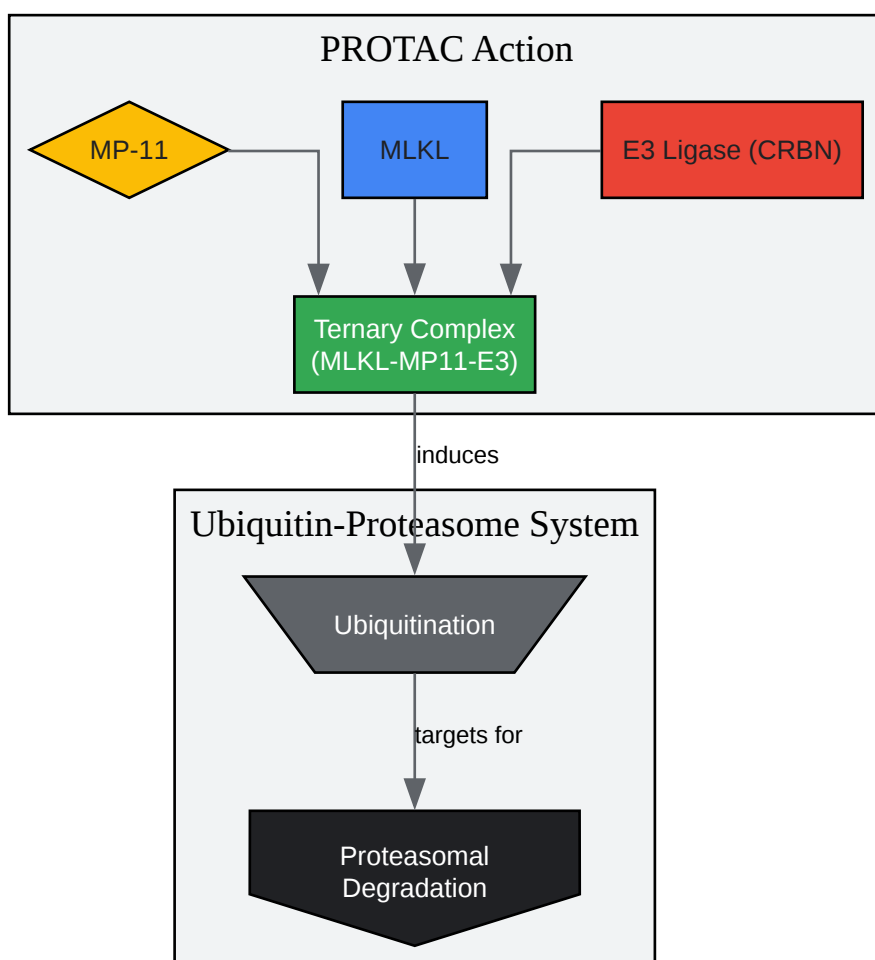 PROTAC Action
MP-11
MLKL
E3 Ligase (CRBN)
Ternary Complex
(MLKL-MP11-E3)
induces
Ubiquitin-Proteasome System
Ubiquitination
targets for
Proteasomal
Degradation